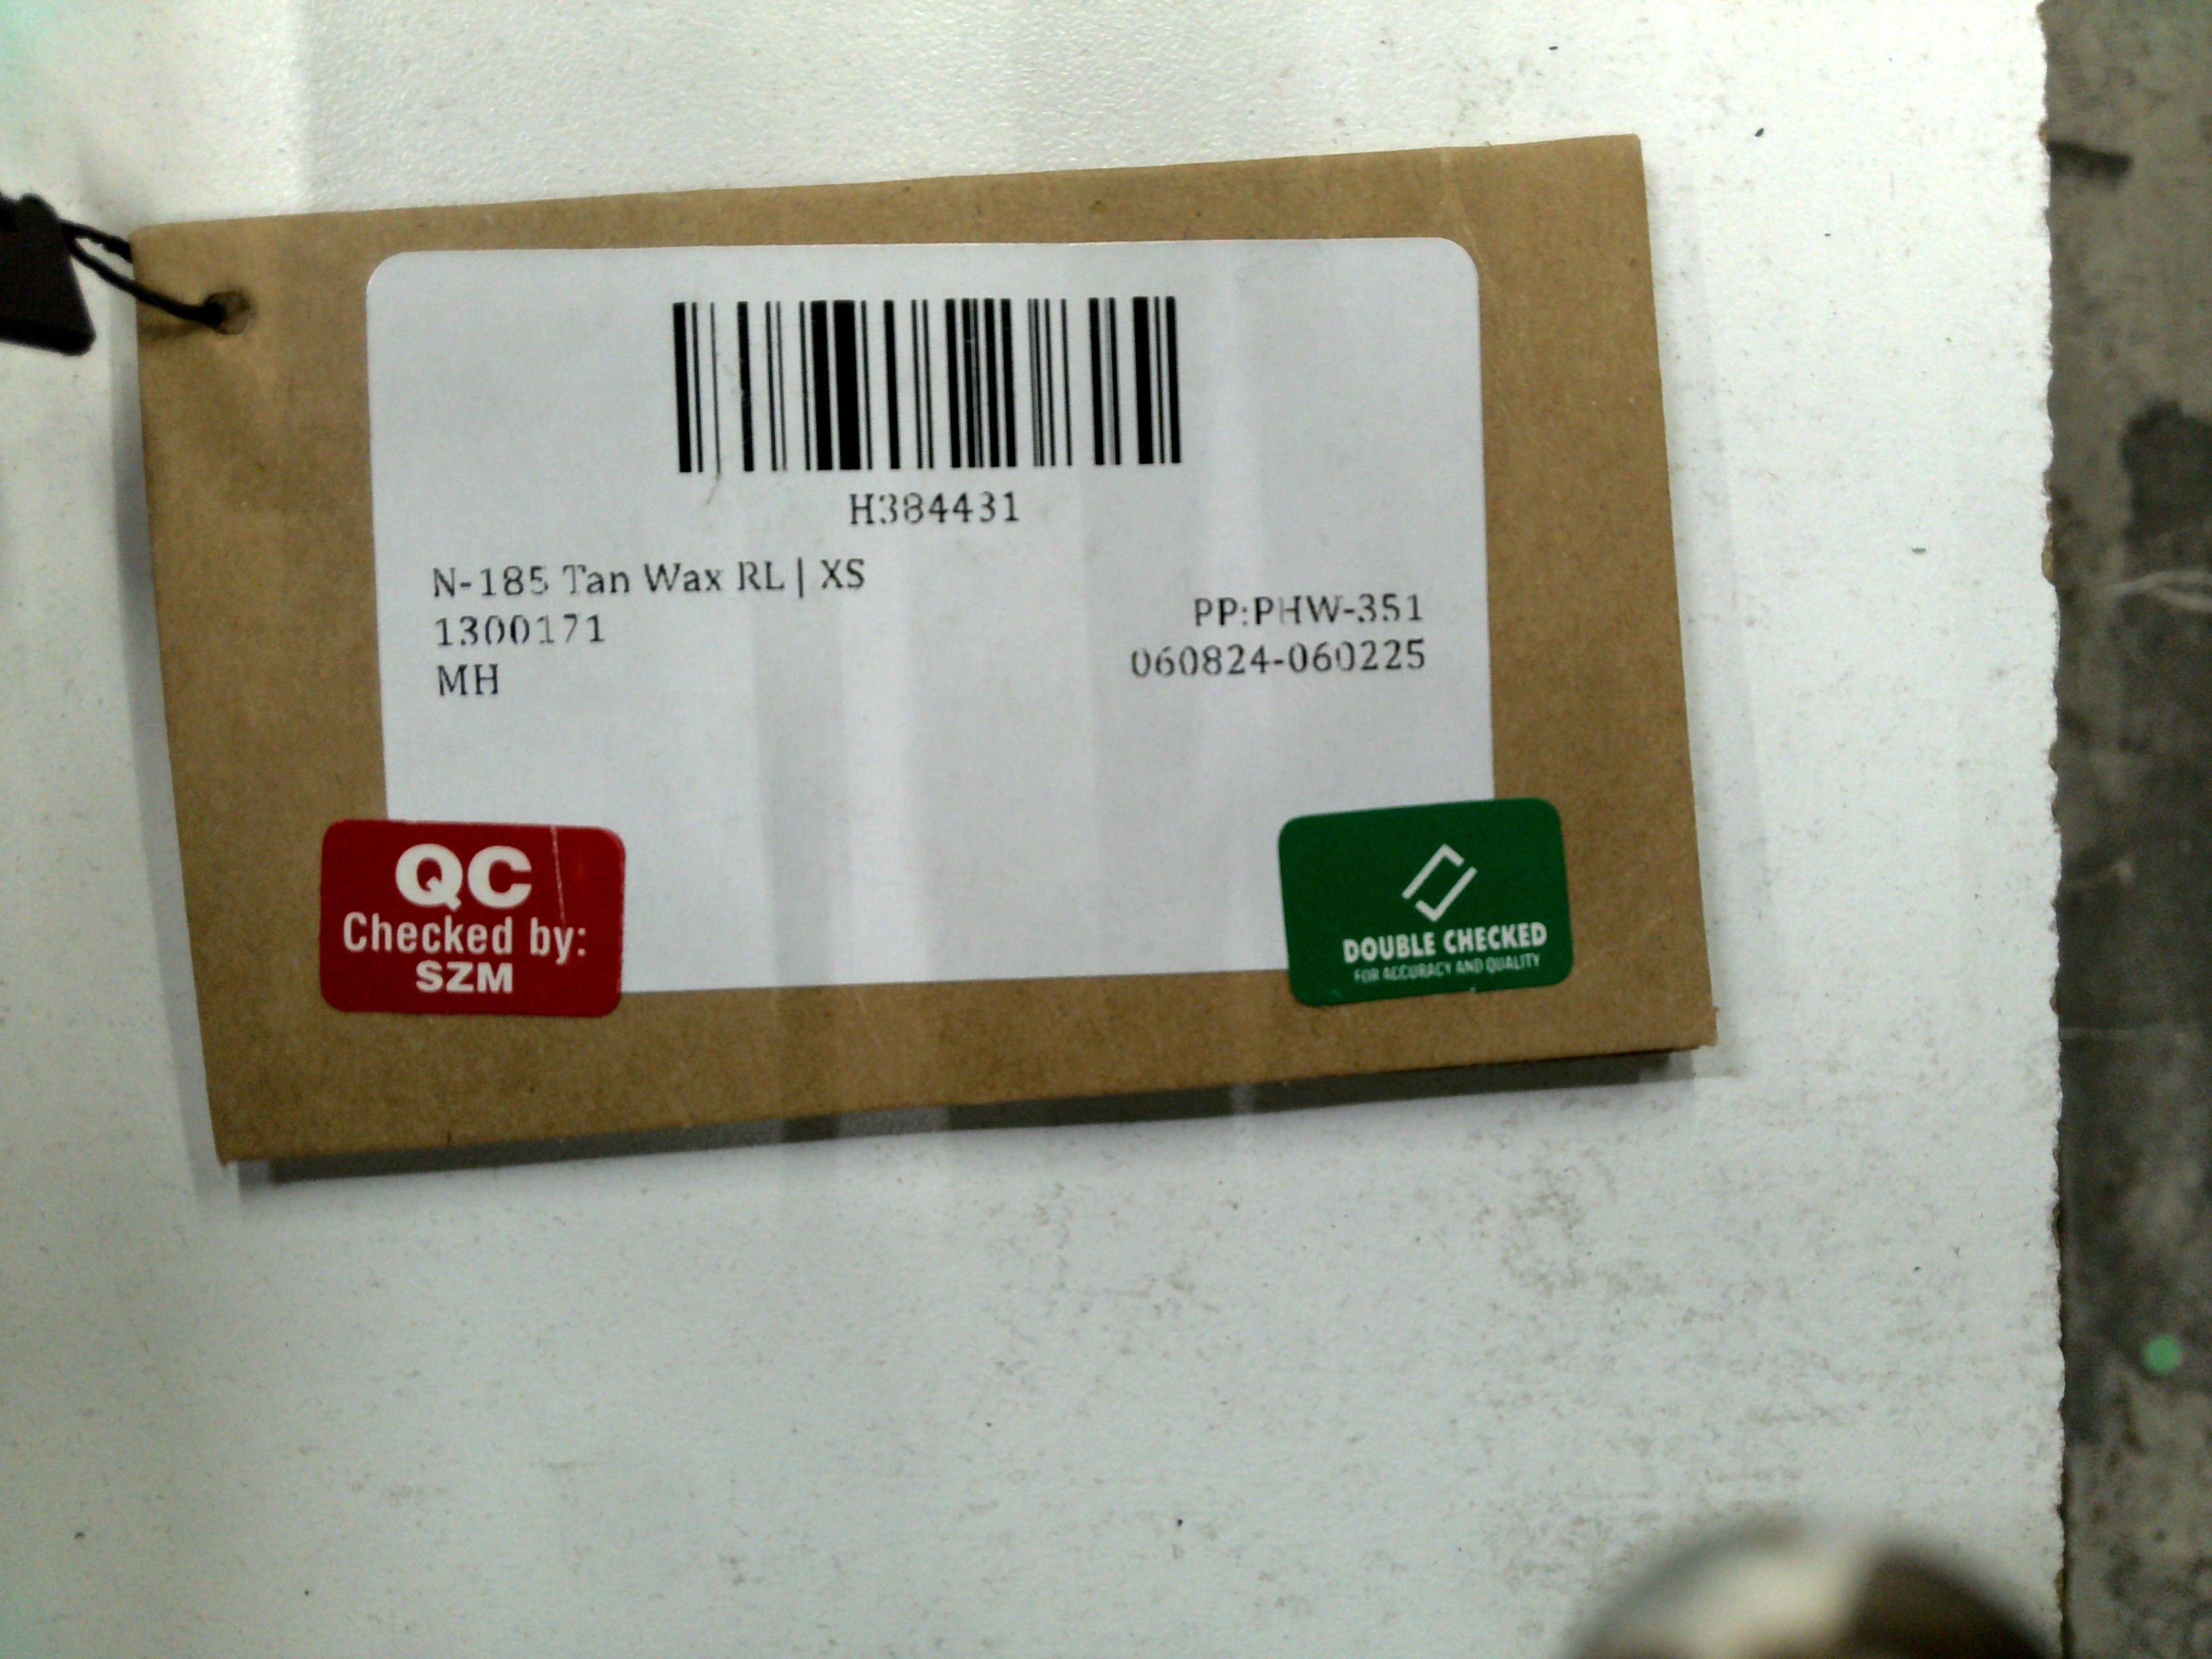 H384431
N-185 Tan Wax RL | XS
1300171
MH
PP:PHW-351
060824-060225
QC
Checked by:
SZM
DOUBLE CHECKED
FOR ACCURACY AND QUALITY